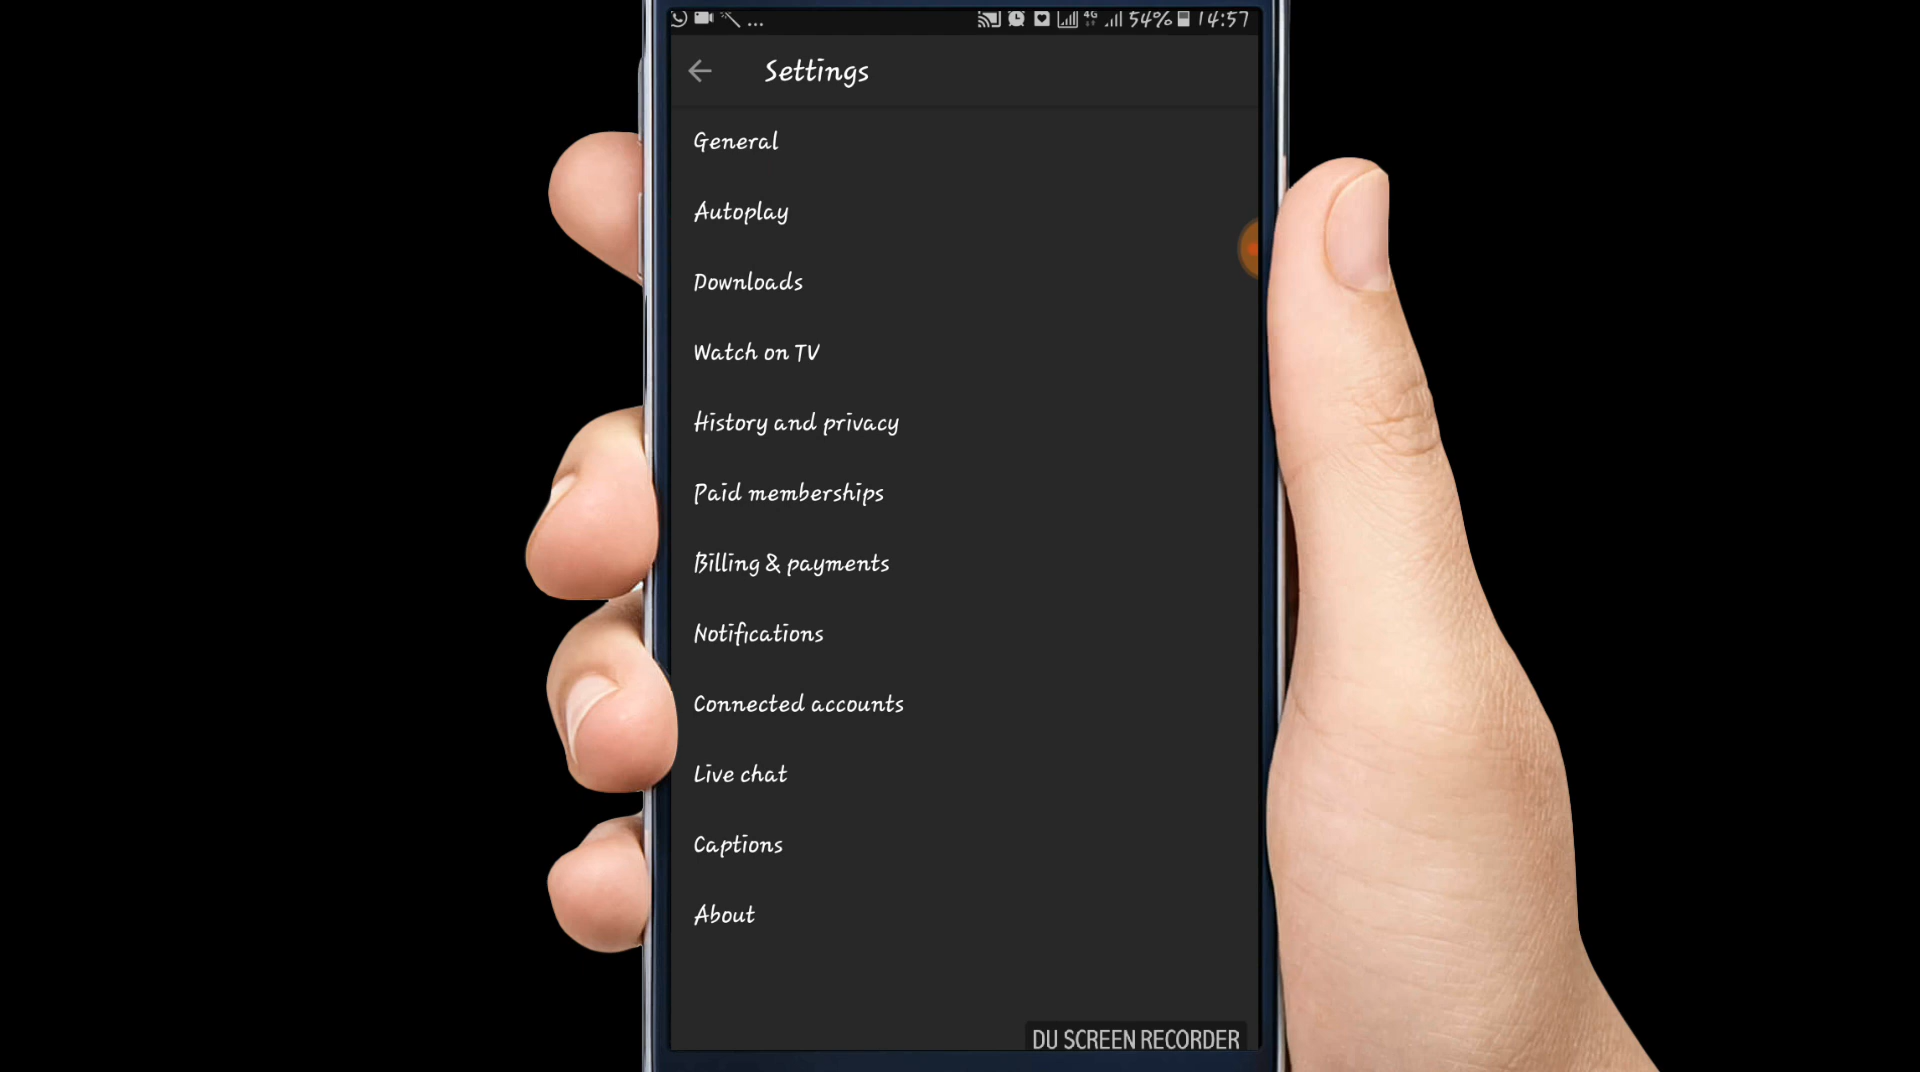 ... 4G 54% 14:57
Settings
General
Autoplay
Downloads
Watch on TV
History and privacy
Paid memberships
Billing & payments
Notifications
Connected accounts
Live chat
Captions
About
DU SCREEN RECORDER